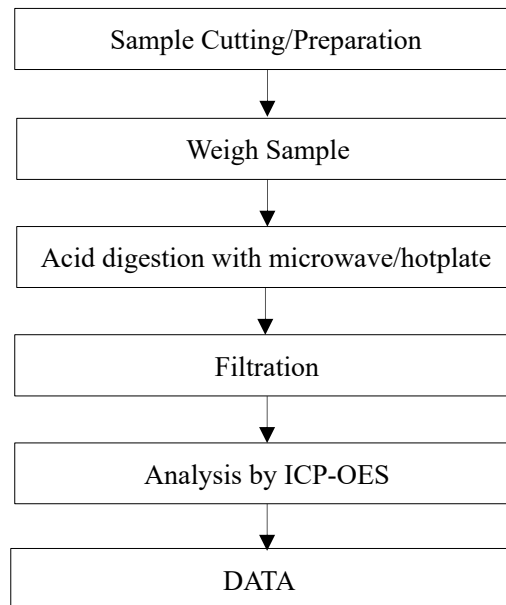 Sample Cutting/Preparation
Weigh Sample
Acid digestion with microwave/hotplate
Filtration
Analysis by ICP-OES
DATA